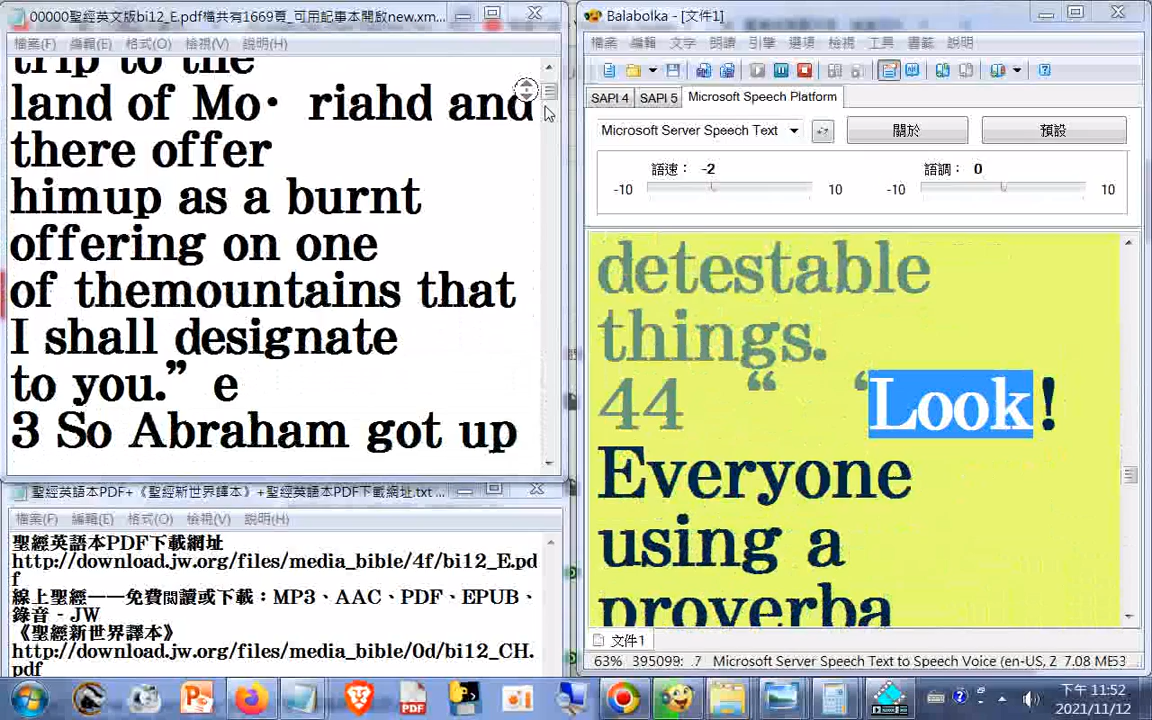 00000聖經英文版bi12_E.pdf檔共有1669頁_可用記事本開啟new.xm...
檔案(F) 編輯(E) 格式(O) 檢視(V) 說明(H)
trip to the
land of Mo· riahd and
there offer
himup as a burnt
offering on one
of themountains that
I shall designate
to you.” e
3 So Abraham got up
聖經英語本PDF+《聖經新世界譯本》+聖經英語本PDF下載網址.txt ...
檔案(F) 編輯(E) 格式(O) 檢視(V) 說明(H)
聖經英語本PDF下載網址
http://download.jw.org/files/media_bible/4f/bi12_E.pd
f
線上聖經——免費閱讀或下載：MP3、AAC、PDF、EPUB、
錄音 - JW
《聖經新世界譯本》
http://download.jw.org/files/media_bible/0d/bi12_CH.
pdf
Balabolka - [文件1]
檔案 編輯 文字 朗讀 引擎 選項 檢視 工具 書籤 說明
SAPI 4 SAPI 5 Microsoft Speech Platform
Microsoft Server Speech Text 關於 預設
語速： -2 語調： 0
-10 10 -10 10
detestable
things.
44 “ ‘Look!
Everyone
using a
proverba
文件1
63% 395099: .7 Microsoft Server Speech Text to Speech Voice (en-US, Z 7.08 ME53
PDF
下午 11:52
2021/11/12